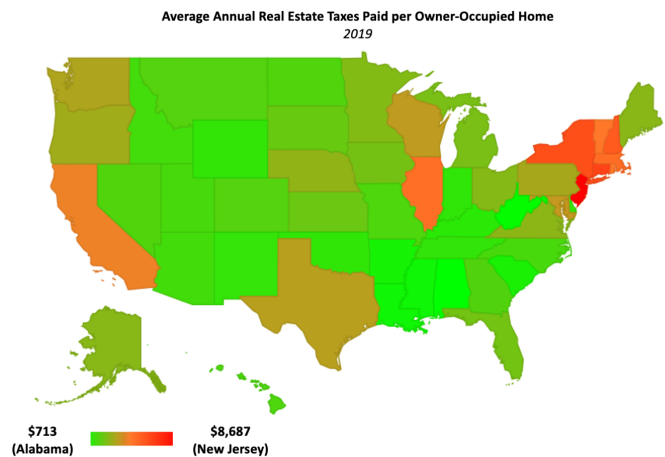 Average Annual Real Estate Taxes Paid per Owner-Occupied Home
2019
$713
(Alabama)
$8,687
(New Jersey)